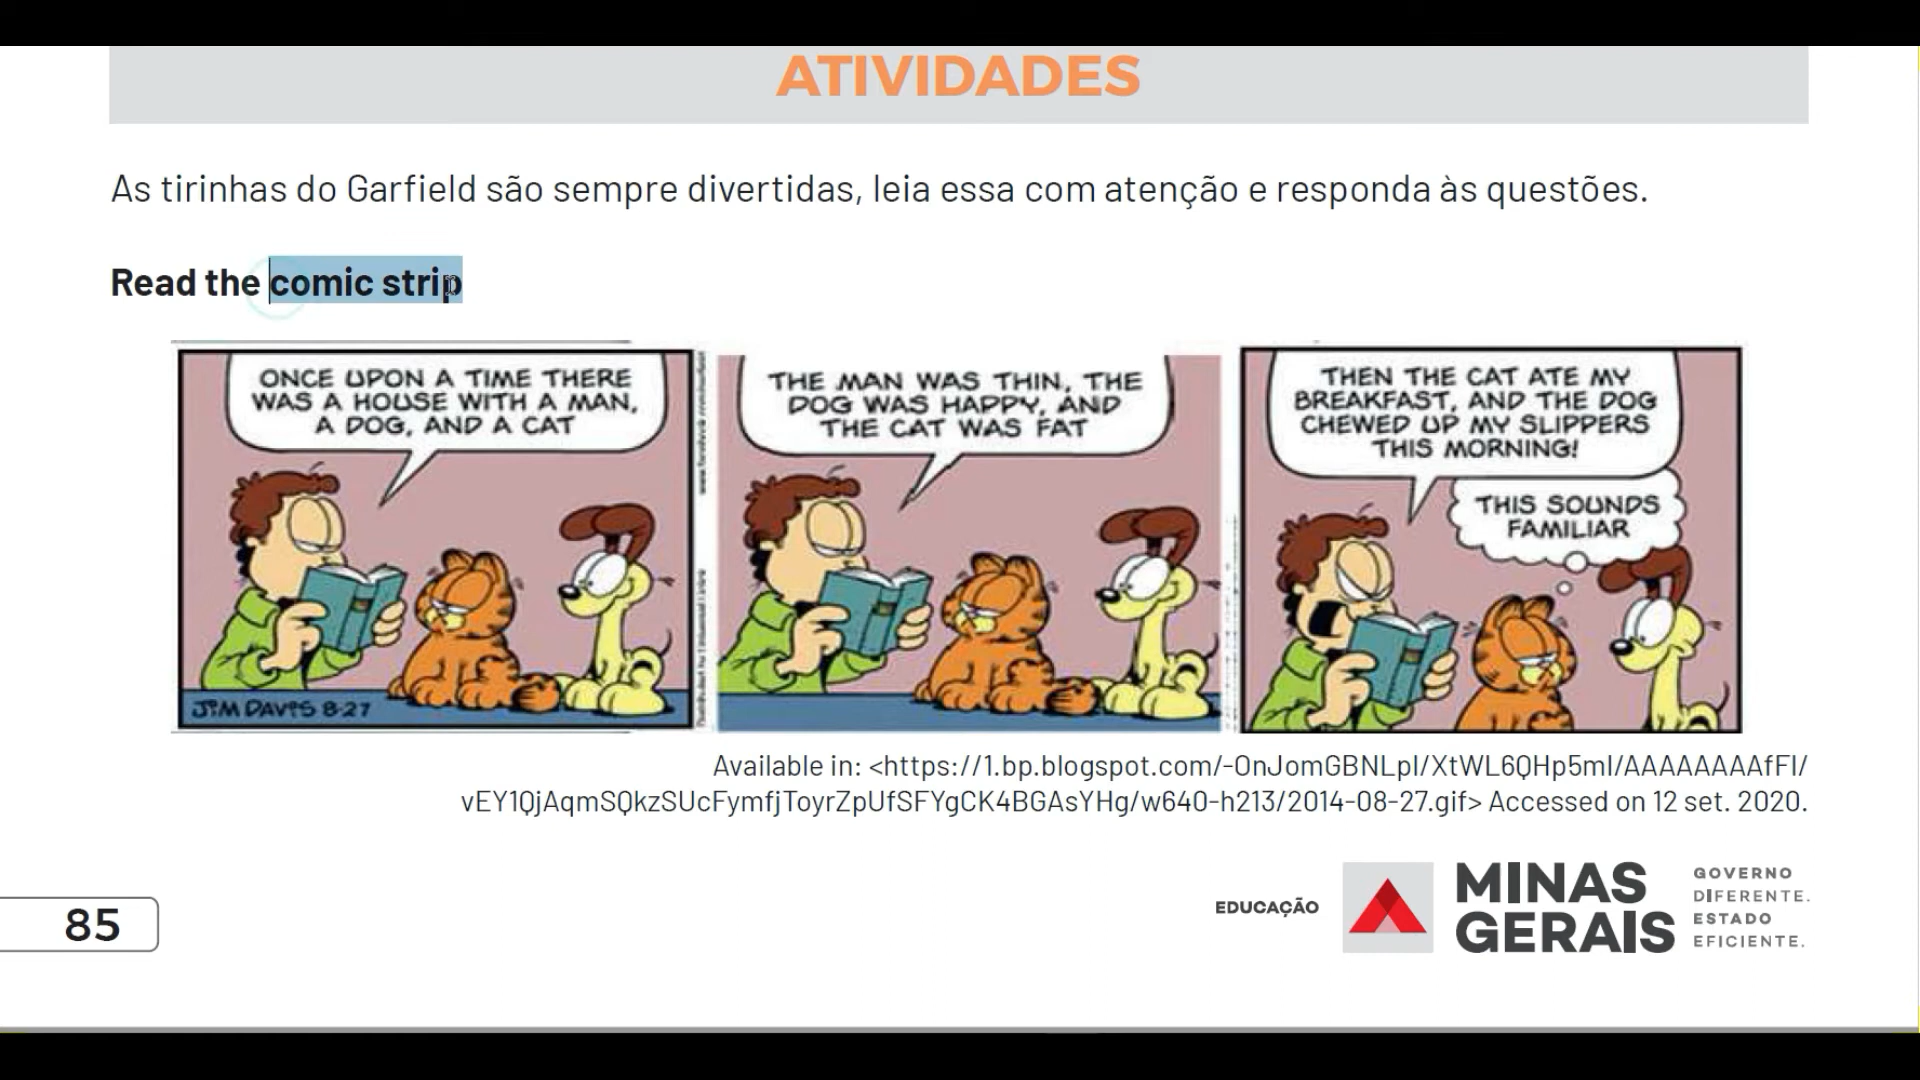 ATIVIDADES
As tirinhas do Garfield são sempre divertidas, leia essa com atenção e responda às questões.
Read the comic strip
ONCE UPON A TIME THERE
WAS A HOUSE WITH A MAN,
A DOG, AND A CAT
JIM DAVIS 8-27
THE MAN WAS THIN, THE
DOG WAS HAPPY, AND
THE CAT WAS FAT
THEN THE CAT ATE MY
BREAKFAST, AND THE DOG
CHEWED UP MY SLIPPERS
THIS MORNING!
THIS SOUNDS
FAMILIAR
Available in: <https://1.bp.blogspot.com/-OnJomGBNLpI/XtWL6QHp5mI/AAAAAAAAfFI/
vEY1QjAqmSQkzSUcFymfjToyrZpUfSFYgCK4BGAsYHg/w640-h213/2014-08-27.gif> Accessed on 12 set. 2020.
85
EDUCAÇÃO
MINAS
GERAIS
GOVERNO
DIFERENTE.
ESTADO
EFICIENTE.